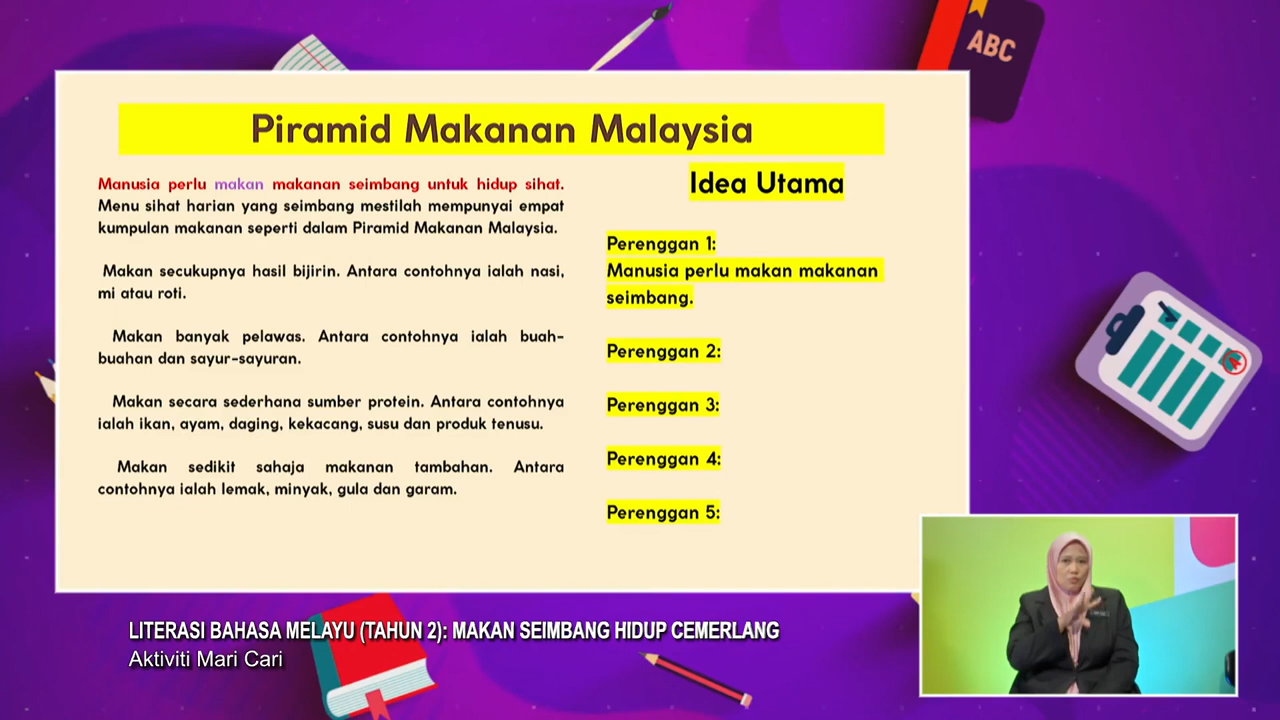 ABC
Piramid Makanan Malaysia
Manusia perlu makan makanan seimbang untuk hidup sihat.
Menu sihat harian yang seimbang mestilah mempunyai empat
kumpulan makanan seperti dalam Piramid Makanan Malaysia.
Makan secukupnya hasil bijirin. Antara contohnya ialah nasi,
mi atau roti.
Makan banyak pelawas. Antara contohnya ialah buah-
buahan dan sayur-sayuran.
Makan secara sederhana sumber protein. Antara contohnya
ialah ikan, ayam, daging, kekacang, susu dan produk tenusu.
Makan sedikit sahaja makanan tambahan. Antara
contohnya ialah lemak, minyak, gula dan garam.
Idea Utama
Perenggan 1:
Manusia perlu makan makanan
seimbang.
Perenggan 2:
Perenggan 3:
Perenggan 4:
Perenggan 5:
LITERASI BAHASA MELAYU (TAHUN 2): MAKAN SEIMBANG HIDUP CEMERLANG
Aktiviti Mari Cari